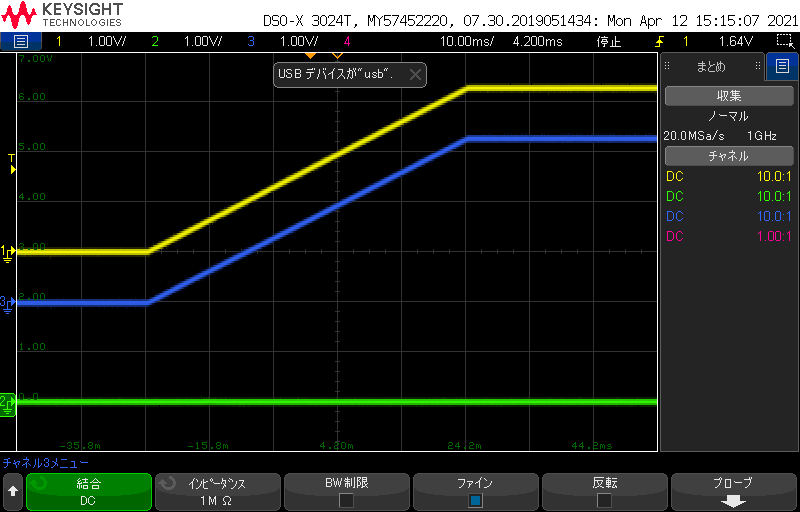 KEYSIGHT
TECHNOLOGIES
DSO-X 3024T, MY57452220, 07.30.2019051434: Mon Apr 12 15:15:07 2021
1 1.00V/ 2 1.00V/ 3 1.00V/ 4 10.00ms/ 4.200ms 停止 1 1.64V
7.00V
USB デバイスが"usb".
まとめ
6.00
収集
ノーマル
20.0MSa/s 1GHz
5.00
チャネル
T
DC 10.0:1
4.00
DC 10.0:1
DC 10.0:1
DC 1.00:1
3.00
1
2.00
3
1.00
0.0
2
-35.8m -15.8m 4.20m 24.2m 44.2ms
チャネル3メニュー
結合
DC
インピータンス
1M Ω
BW制限
ファイン
反転
プローブ